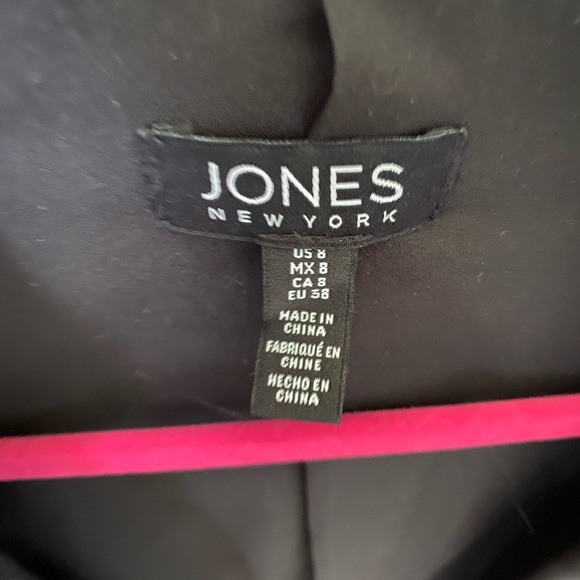 JONES
NEW YORK
US 8
MX 8
CA 8
EU 38
MADE IN
CHINA
FABRIQUÉ EN
CHINE
HECHO EN
CHINA